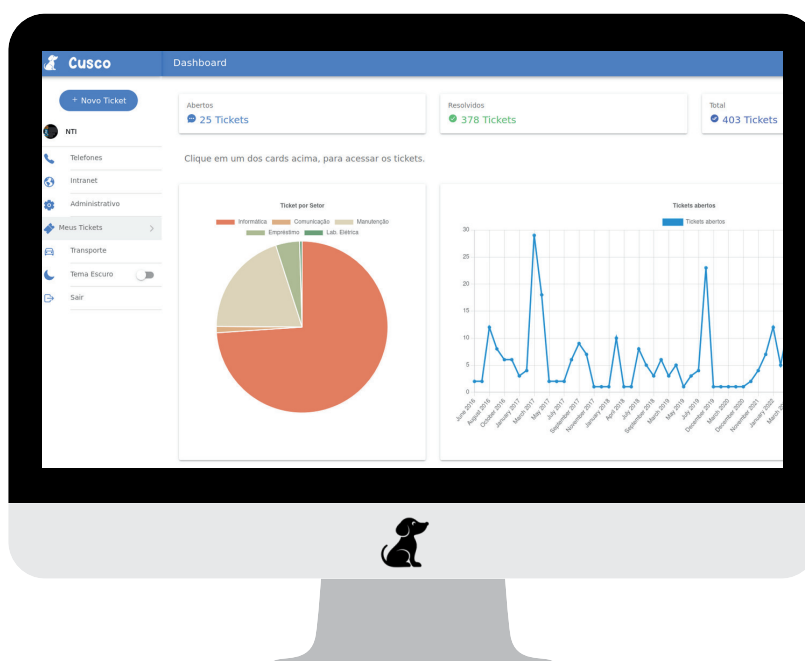 Cusco
Dashboard
+ Novo Ticket
NTI
Telefones
Intranet
Administrativo
Meus Tickets
Transporte
Tema Escuro
Sair
Abertos
25 Tickets
Resolvidos
378 Tickets
Total
403 Tickets
Clique em um dos cards acima, para acessar os tickets.
Ticket por Setor
Informática Comunicação Manutenção
Empréstimo Lab. Elétrica
Tickets abertos
Tickets abertos
30
25
20
15
10
5
0
June 2016
August 2016
October 2016
January 2017
March 2017
May 2017
July 2017
September 2017
November 2017
January 2018
April 2018
July 2018
September 2018
March 2019
May 2019
July 2019
December 2019
March 2020
December 2020
November 2021
January 2022